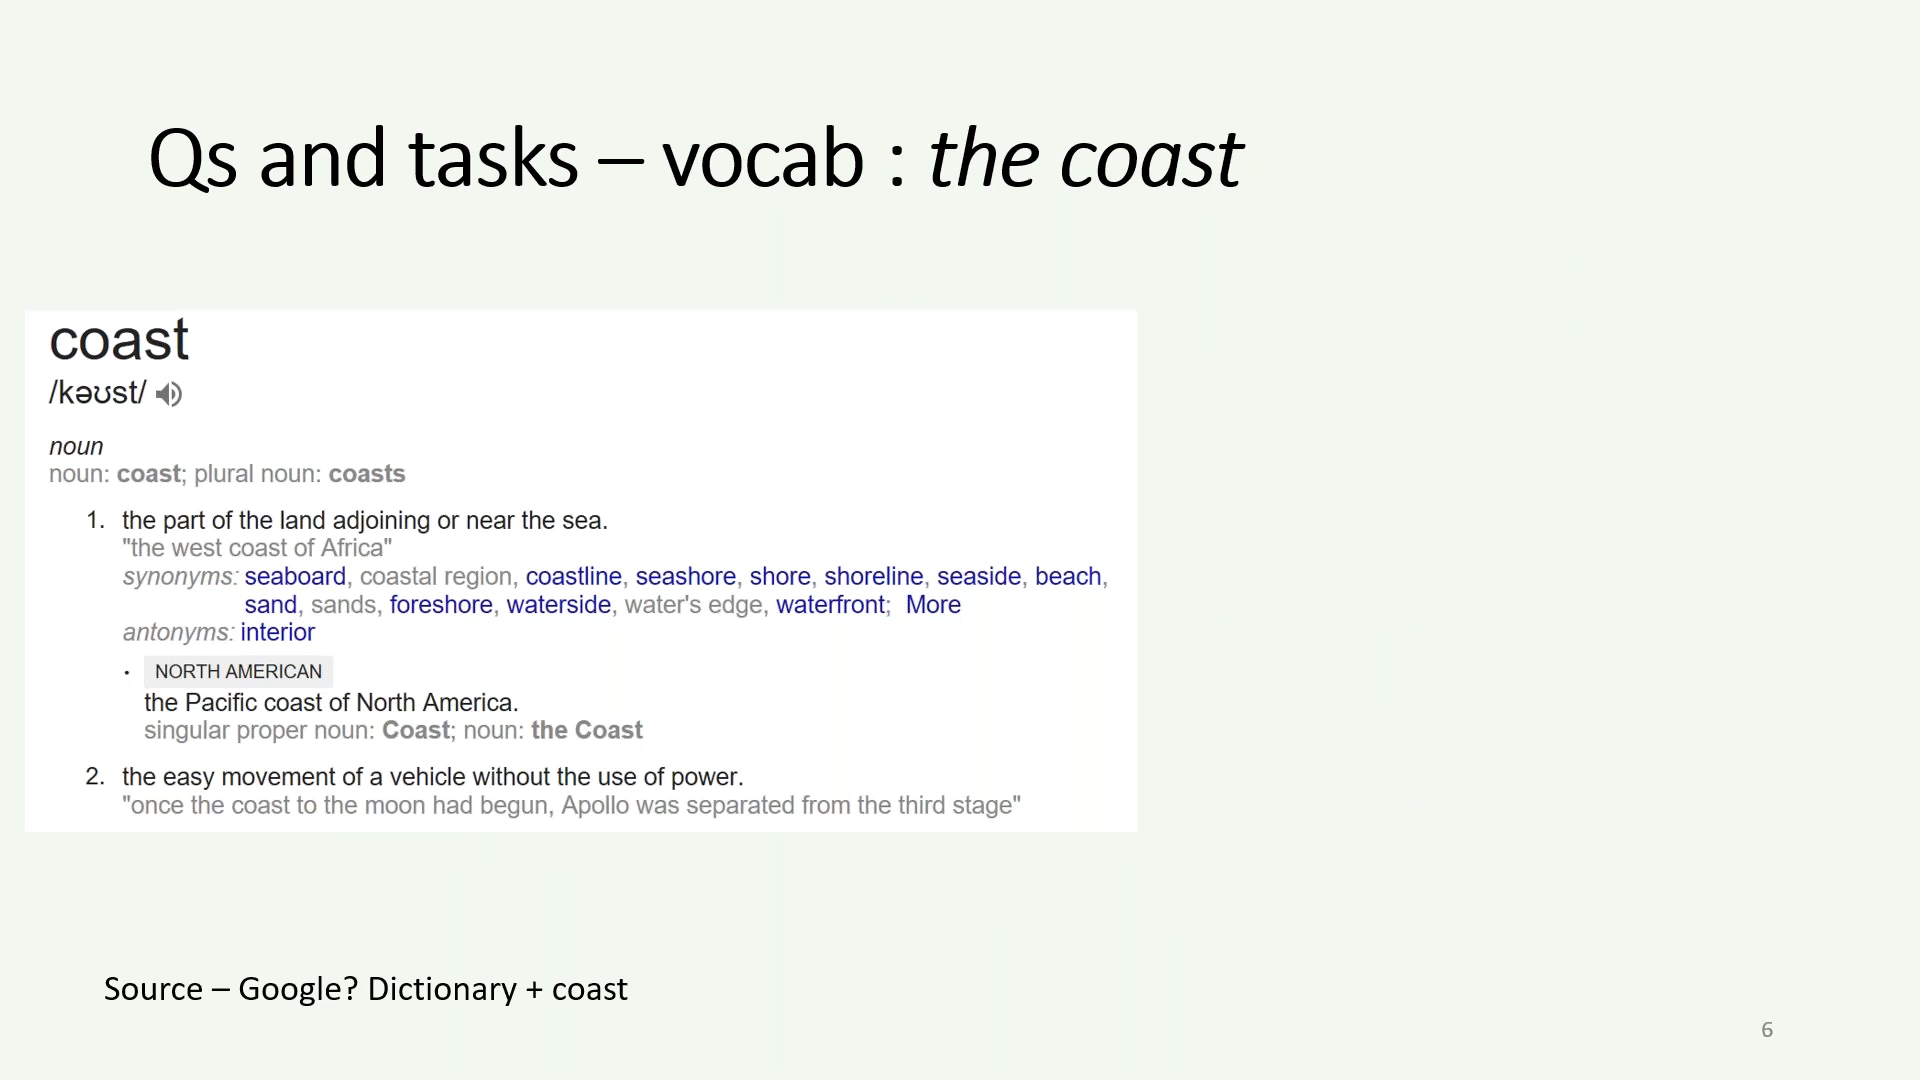 Qs and tasks – vocab : the coast
coast
/kəʊst/
noun
noun: coast; plural noun: coasts
1. the part of the land adjoining or near the sea.
"the west coast of Africa"
synonyms: seaboard, coastal region, coastline, seashore, shore, shoreline, seaside, beach,
sand, sands, foreshore, waterside, water's edge, waterfront; More
antonyms: interior
• NORTH AMERICAN
the Pacific coast of North America.
singular proper noun: Coast; noun: the Coast
2. the easy movement of a vehicle without the use of power.
"once the coast to the moon had begun, Apollo was separated from the third stage"
Source – Google? Dictionary + coast
6